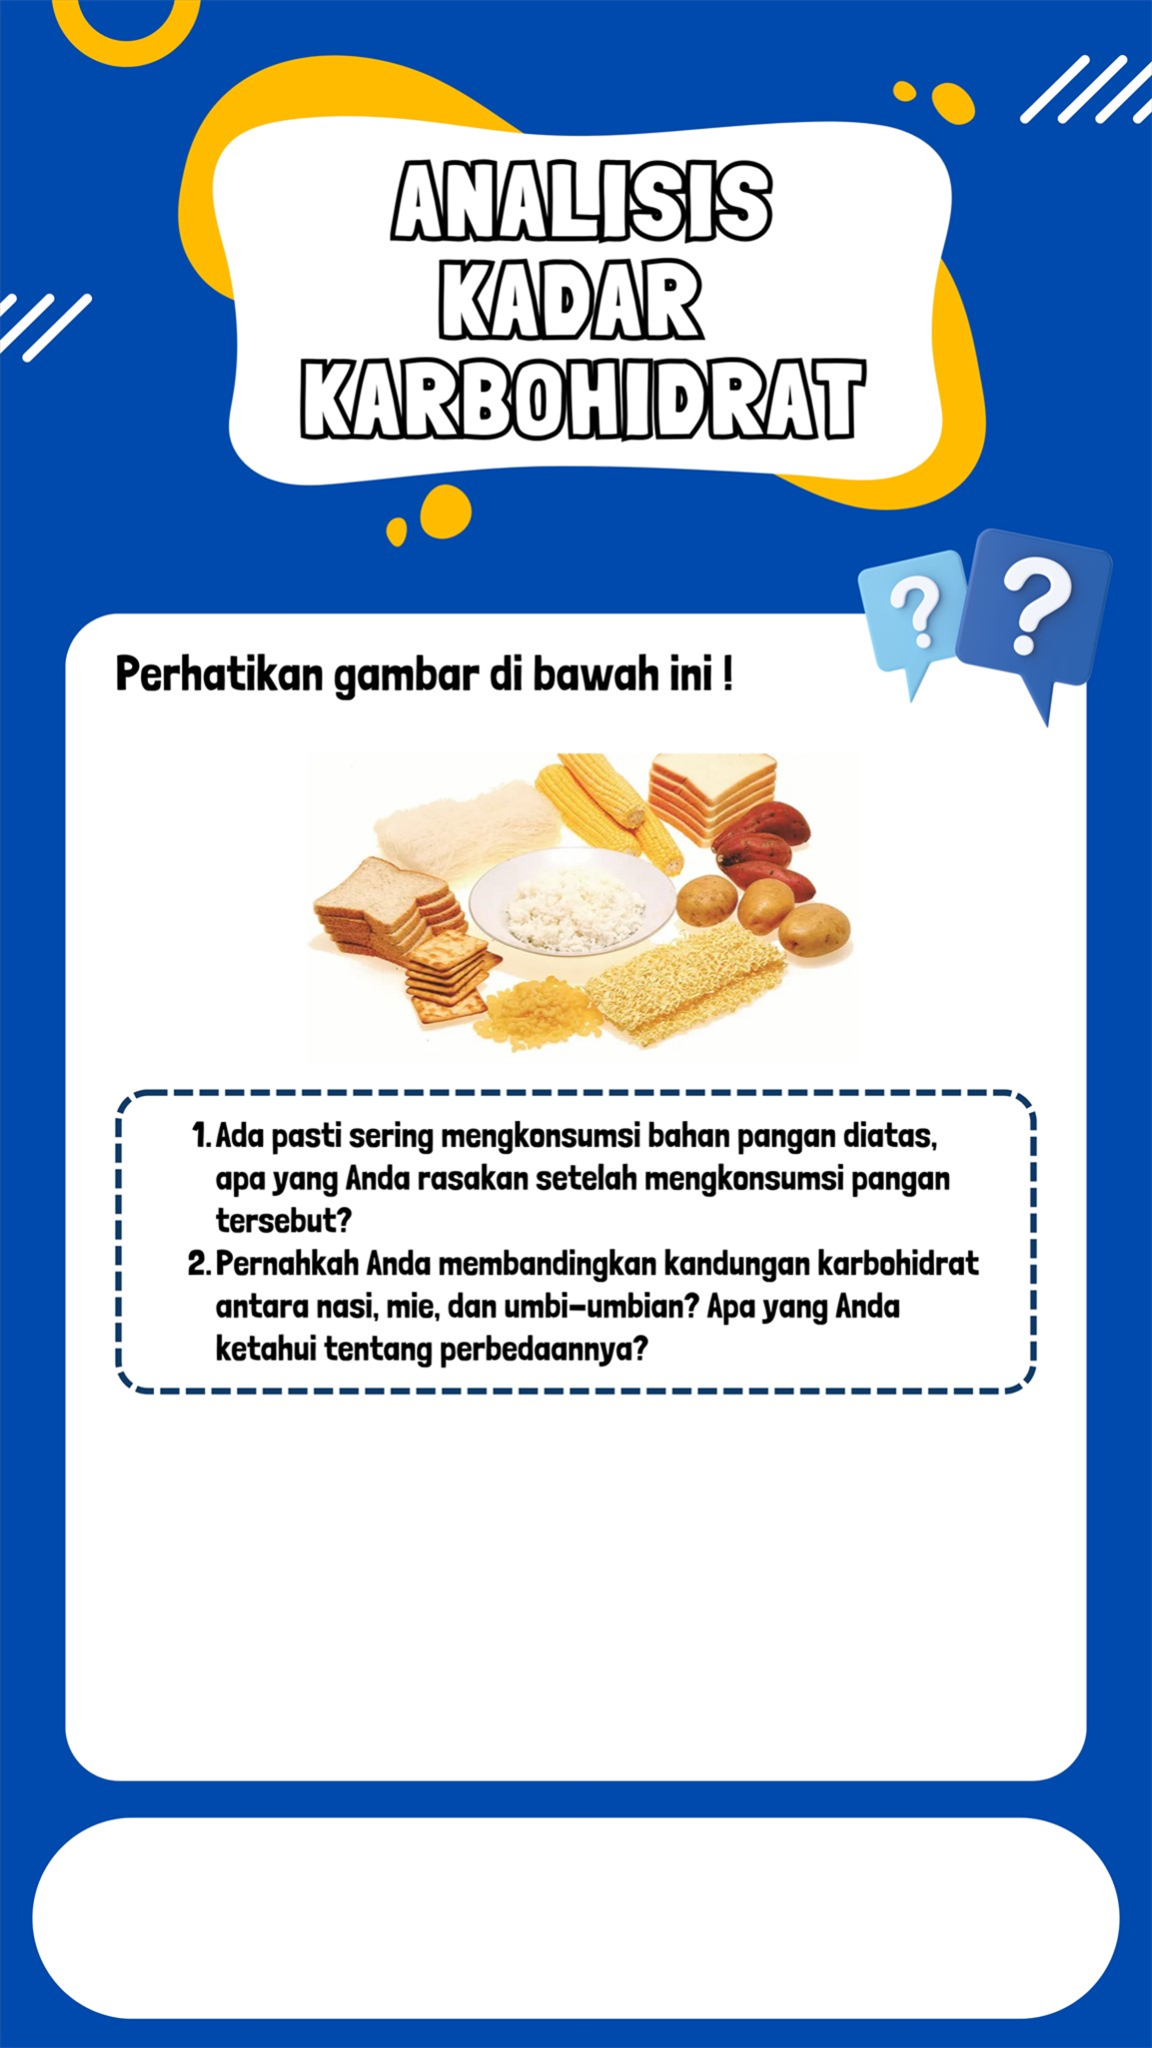 ANALISIS
KADAR
KARBOHIDRAT
?
?
Perhatikan gambar di bawah ini !
1. Ada pasti sering mengkonsumsi bahan pangan diatas,
apa yang Anda rasakan setelah mengkonsumsi pangan
tersebut?
2. Pernahkah Anda membandingkan kandungan karbohidrat
antara nasi, mie, dan umbi-umbian? Apa yang Anda
ketahui tentang perbedaannya?